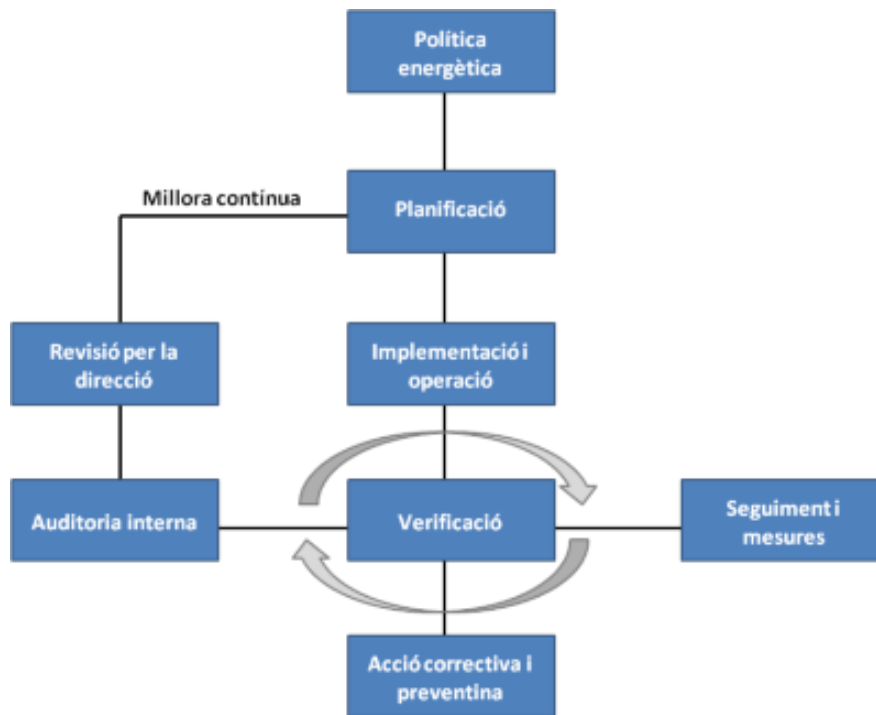 Política
energètica
Millora contínua
Planificació
Revisió per la
direcció
Implementació i
operació
Auditoria interna
Verificació
Seguiment i
mesures
Acció correctiva i
preventina